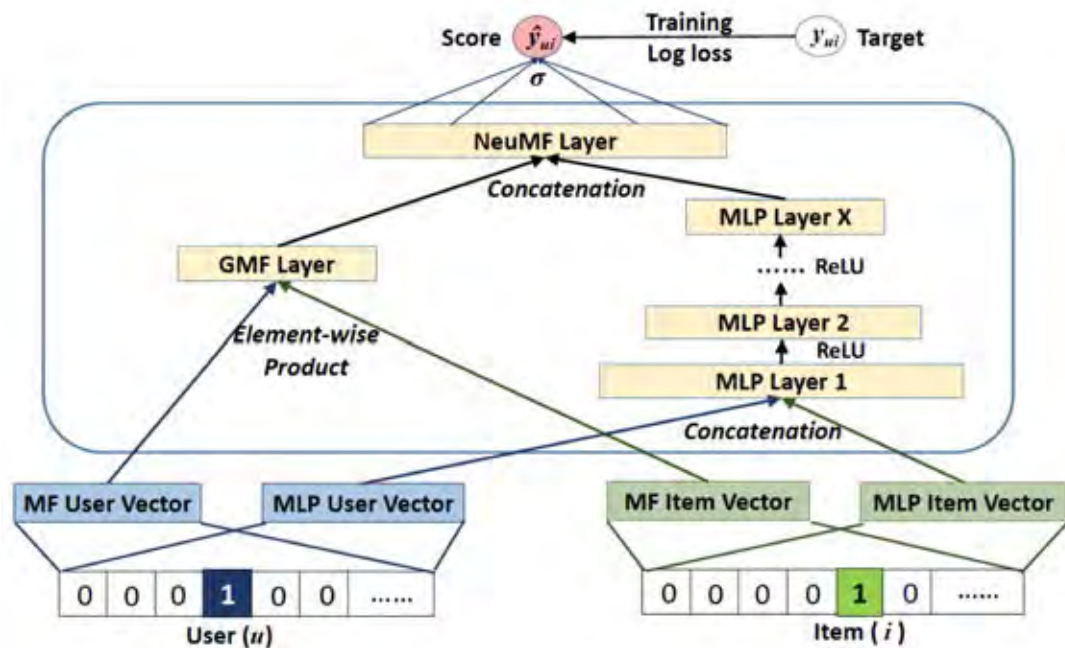 Score ŷui Training yui Target
Log loss
σ
NeuMF Layer
Concatenation
MLP Layer X
GMF Layer
...... ReLU
MLP Layer 2
Element-wise
Product
ReLU
MLP Layer 1
Concatenation
MF User Vector MLP User Vector MF Item Vector MLP Item Vector
0 0 0 1 0 0 ...... 0 0 0 0 1 0 ......
User (u) Item ( i )